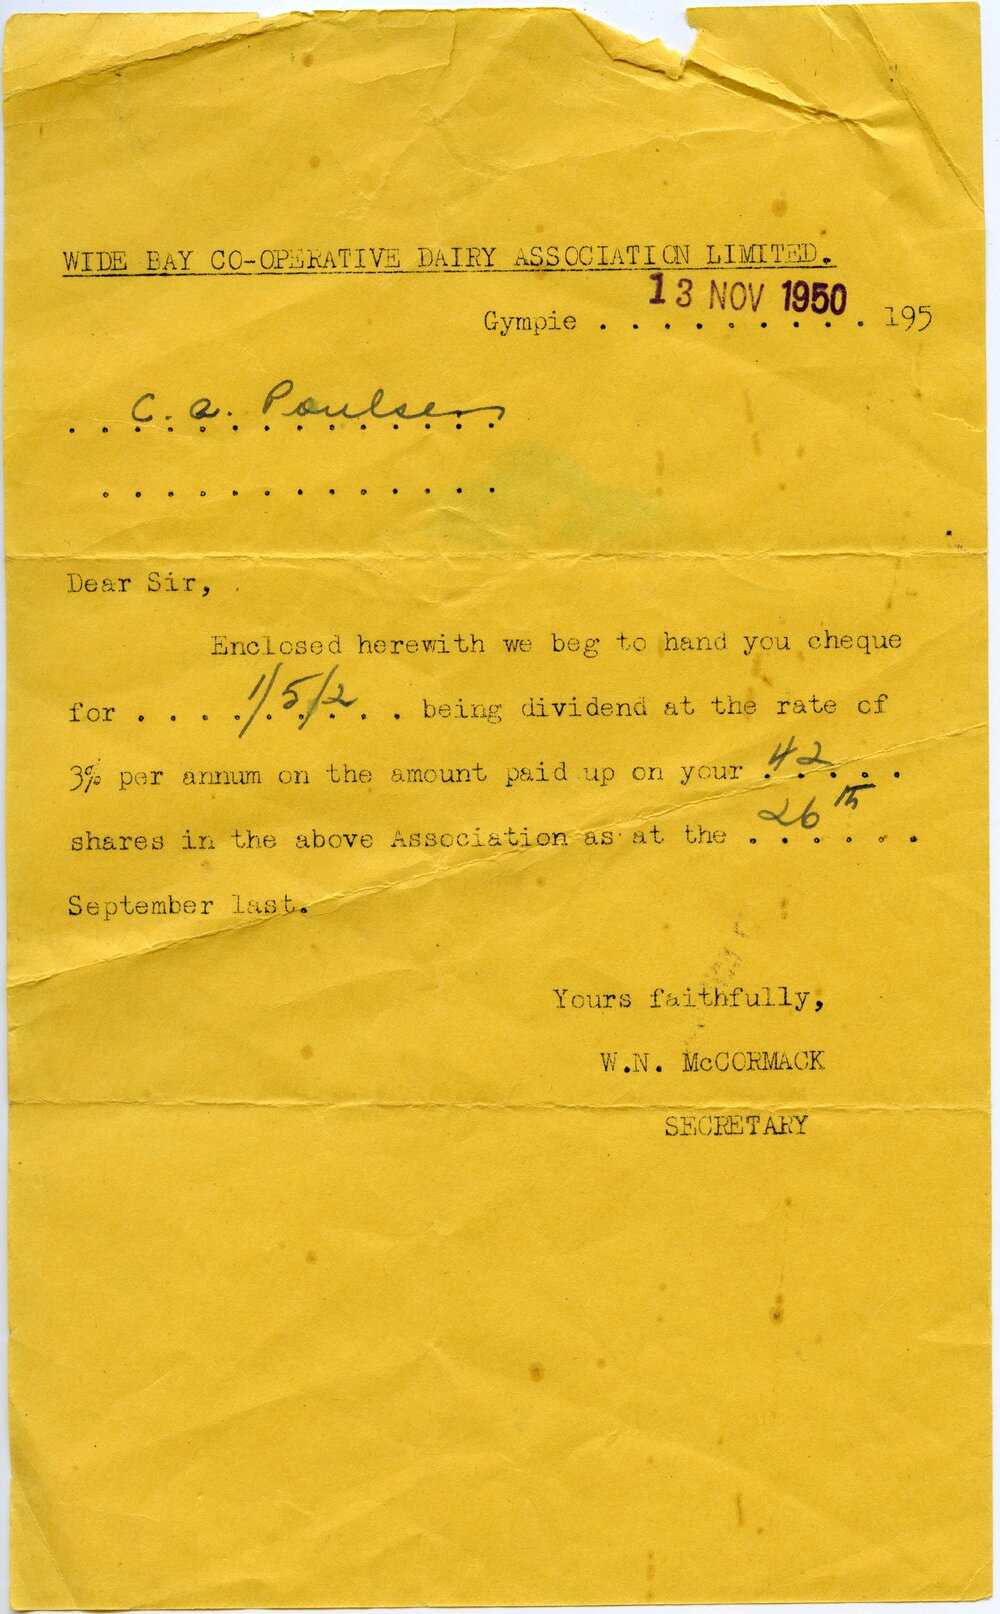 WIDE BAY CO-OPERATIVE DAIRY ASSOCIATION LIMITED.
13 NOV 1950
Gympie . . . . . . . . . 195
C. A. Poulsen
. . . . . . . . . . . . . .
. . . . . . . . . . . . .
Dear Sir,
Enclosed herewith we beg to hand you cheque
for . . . . 1/5/2 . . . . being dividend at the rate of
3% per annum on the amount paid up on your 42 . . . . .
shares in the above Association as at the 26th . . . . . .
September last.
Yours faithfully,
W.N. McCORMACK
SECRETARY